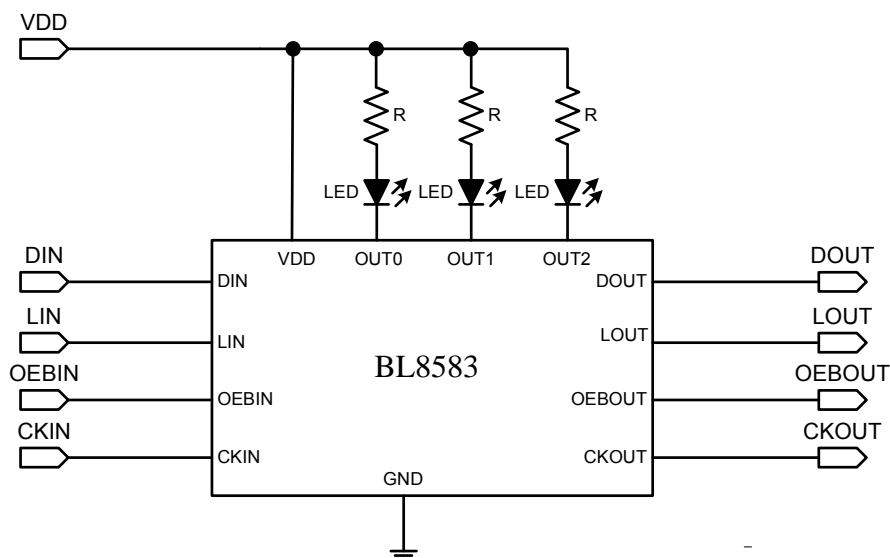 VDD
R
R
R
LED
LED
LED
VDD
OUT0
OUT1
OUT2
DIN
DIN
DOUT
DOUT
LIN
LIN
LOUT
LOUT
BL8583
OEBIN
OEBIN
OEBOUT
OEBOUT
CKIN
CKIN
CKOUT
CKOUT
GND